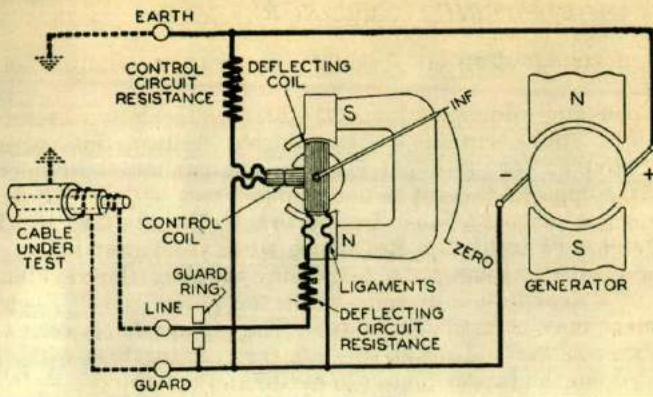 EARTH
CONTROL
CIRCUIT
RESISTANCE
DEFLECTING
COIL
S
INF
N
CABLE
UNDER
TEST
CONTROL
COIL
N
ZERO
-
+
S
GENERATOR
GUARD
RING
LIGAMENTS
LINE
DEFLECTING
CIRCUIT
RESISTANCE
GUARD